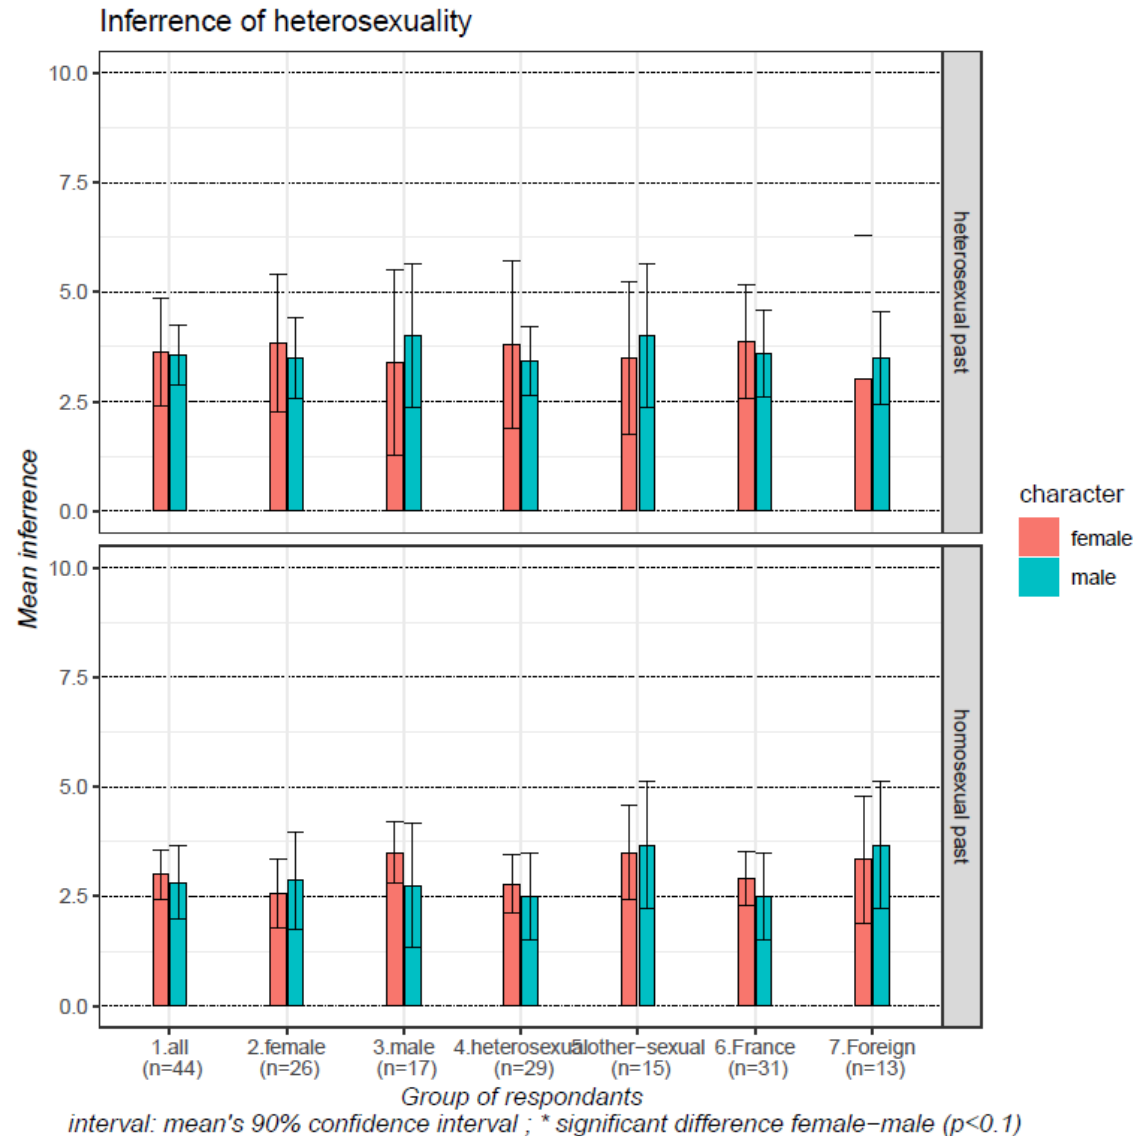 Inferrence of heterosexuality
10.0
7.5
5.0
2.5
0.0
heterosexual past
10.0
7.5
5.0
2.5
0.0
homosexual past
Mean inferrence
character
female
male
1.all 2.female 3.male 4.heterosexual 5.other−sexual 6.France 7.Foreign
(n=44) (n=26) (n=17) (n=29) (n=15) (n=31) (n=13)
Group of respondants
interval: mean's 90% confidence interval ; * significant difference female−male (p<0.1)